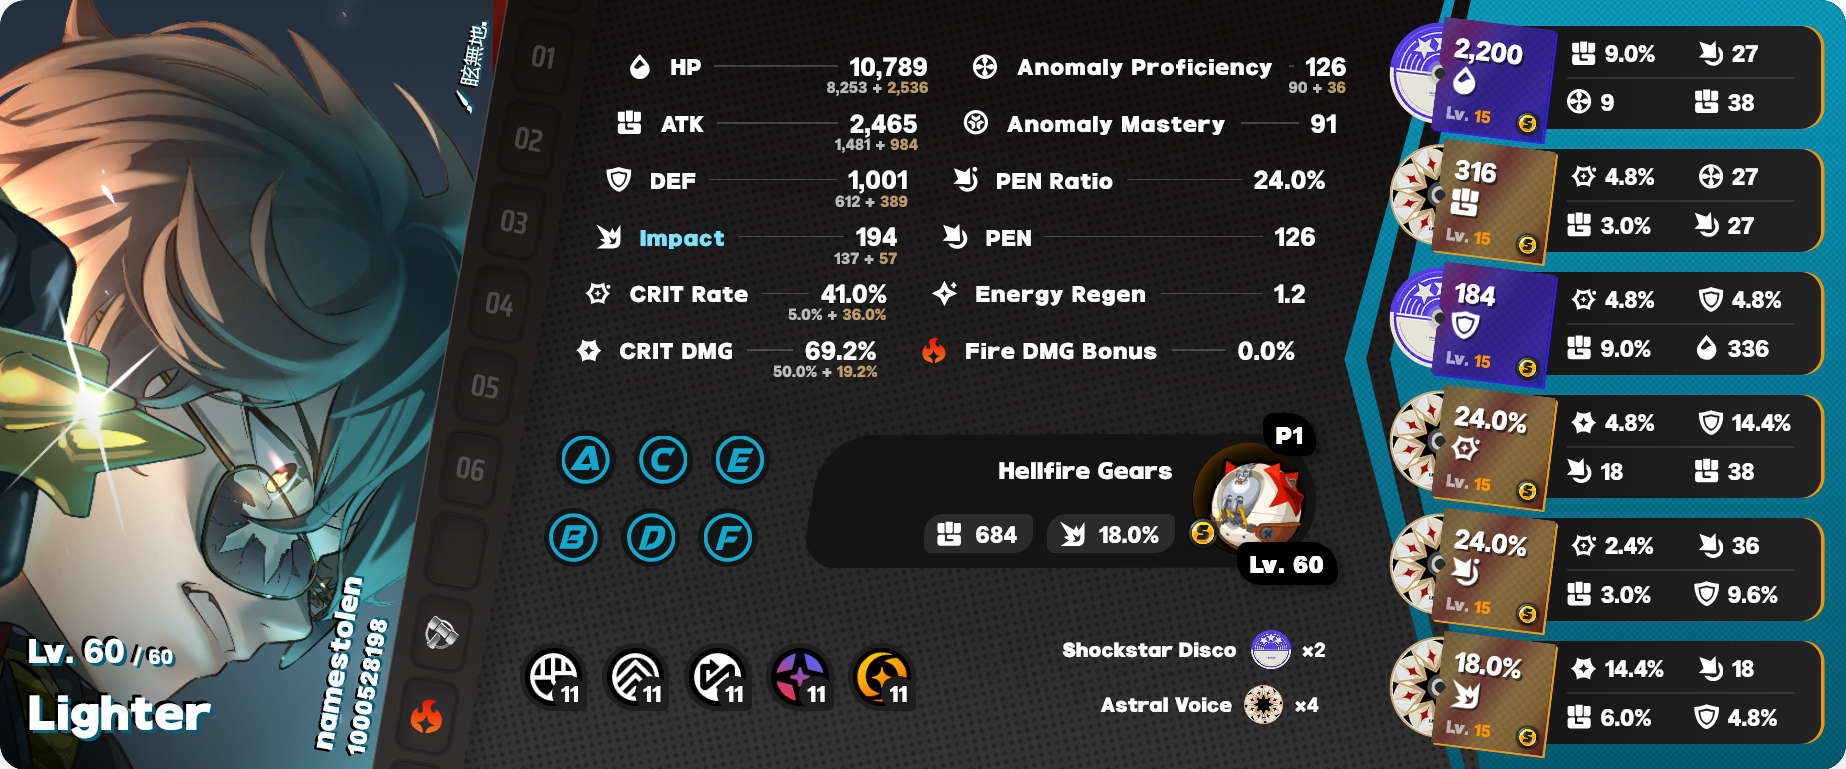 眩無地.
Lv. 60 / 60
Lighter
namestolen
1000528198
01
02
03
04
05
06
HP 10,789
8,253 + 2,536
ATK 2,465
1,481 + 984
DEF 1,001
612 + 389
Impact 194
137 + 57
CRIT Rate 41.0%
5.0% + 36.0%
CRIT DMG 69.2%
50.0% + 19.2%
Anomaly Proficiency 126
90 + 36
Anomaly Mastery 91
PEN Ratio 24.0%
PEN 126
Energy Regen 1.2
Fire DMG Bonus 0.0%
A C E
B D F
11 11 11 11 11
P1
Hellfire Gears
684 18.0%
S
Lv. 60
Shockstar Disco ×2
Astral Voice ×4
2,200
Lv. 15 S
9.0% 27
9 38
316
Lv. 15 S
4.8% 27
3.0% 27
184
Lv. 15 S
4.8% 4.8%
9.0% 336
24.0%
Lv. 15 S
4.8% 14.4%
18 38
24.0%
Lv. 15 S
2.4% 36
3.0% 9.6%
18.0%
Lv. 15 S
14.4% 18
6.0% 4.8%